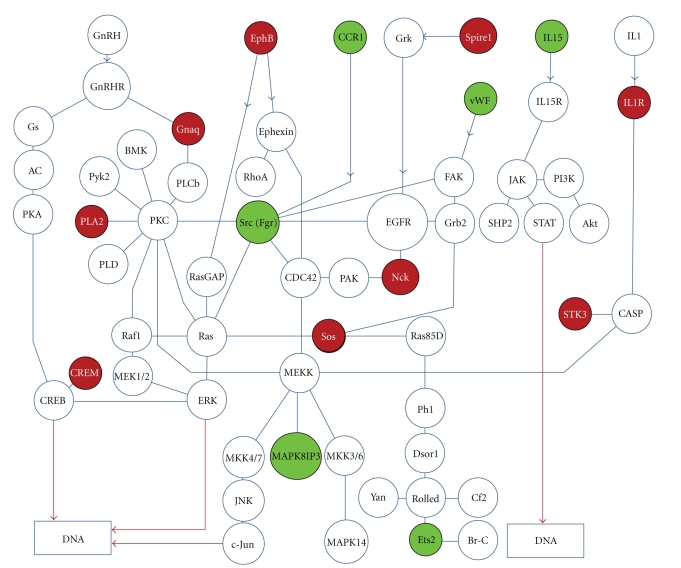 GnRH
EphB
CCR1
Grk
Spire1
IL15
IL1
GnRHR
vWF
IL15R
IL1R
Gs
Gnaq
Ephexin
BMK
AC
Pyk2
PLCb
RhoA
FAK
JAK
PI3K
PKA
PLA2
PKC
Src (Fgr)
EGFR
Grb2
SHP2
STAT
Akt
PLD
RasGAP
CDC42
PAK
Nck
STK3
CASP
Raf1
Ras
Sos
Ras85D
CREM
MEK1/2
MEKK
CREB
ERK
Ph1
MKK4/7
MAPK8IP3
MKK3/6
Dsor1
JNK
Yan
Rolled
Cf2
DNA
c-Jun
MAPK14
Ets2
Br-C
DNA